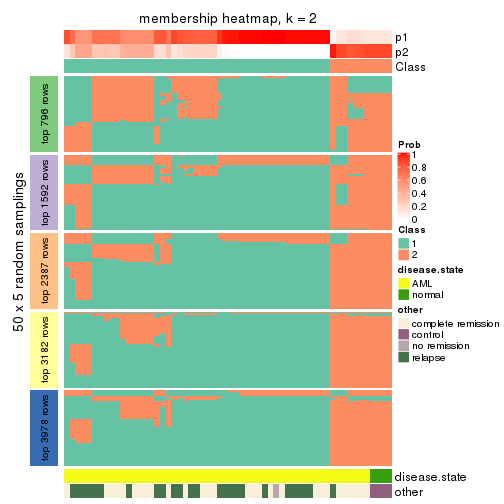 membership heatmap, k = 2
p1
p2
Class
50 x 5 random samplings
top 796 rows
top 1592 rows
top 2387 rows
top 3182 rows
top 3978 rows
Prob
1
0.8
0.6
0.4
0.2
0
Class
1
2
disease.state
AML
normal
other
complete remission
control
no remission
relapse
disease.state
other